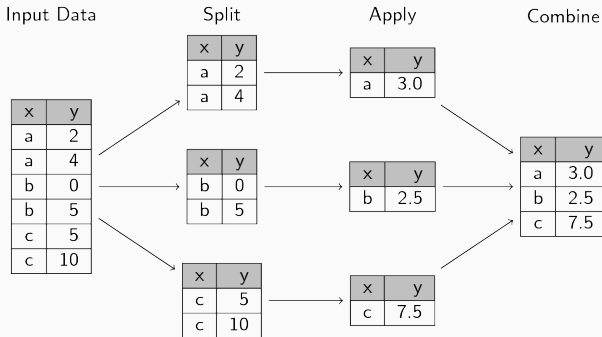 Input Data Split Apply Combine
x y
a 2
a 4
b 0
b 5
c 5
c 10
x y
a 2
a 4
x y
b 0
b 5
x y
c 5
c 10
x y
a 3.0
x y
b 2.5
x y
c 7.5
x y
a 3.0
b 2.5
c 7.5